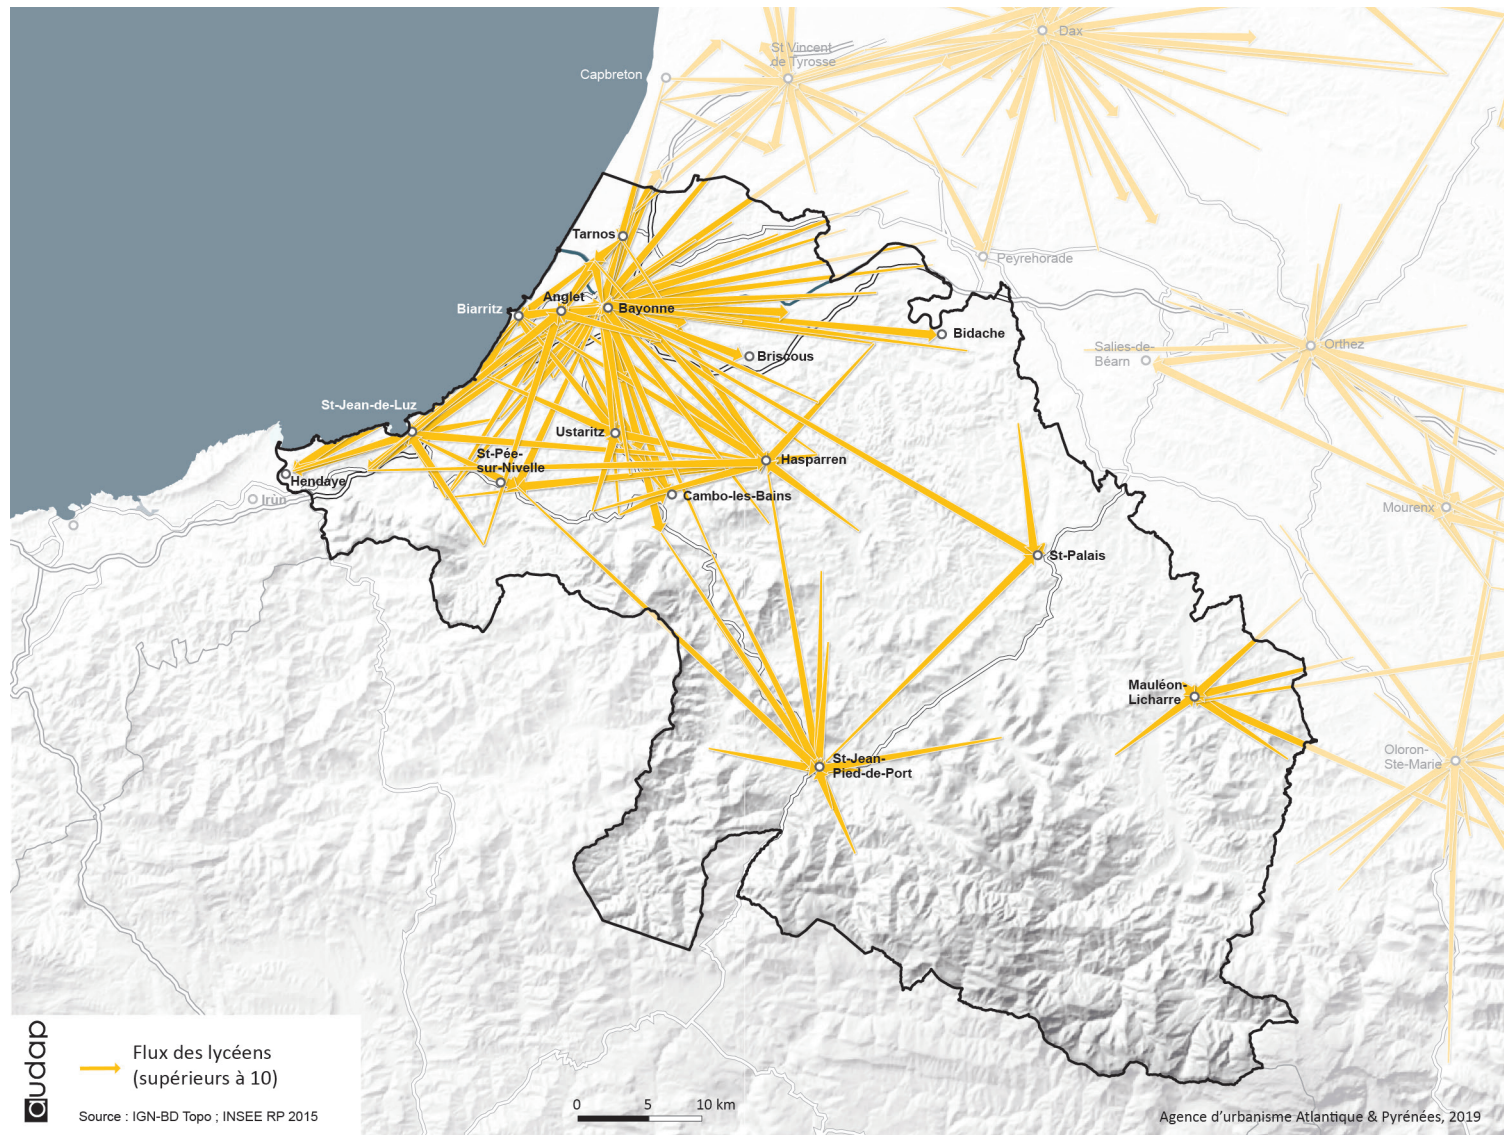 Dax
St Vincent
de Tyrosse
Capbreton
Tarnos
Peyrehorade
Anglet
Biarritz
Bayonne
Bidache
Orthez
Salies-de-
Béarn
Briscous
St-Jean-de-Luz
Ustaritz
St-Pée-
sur-Nivelle
Hasparren
Hendaye
Irun
Cambo-les-Bains
Mourenx
St-Palais
Mauléon-
Licharre
Oloron-
Ste-Marie
St-Jean-
Pied-de-Port
audap
Flux des lycéens
(supérieurs à 10)
Source : IGN-BD Topo ; INSEE RP 2015
0 5 10 km
Agence d'urbanisme Atlantique & Pyrénées, 2019